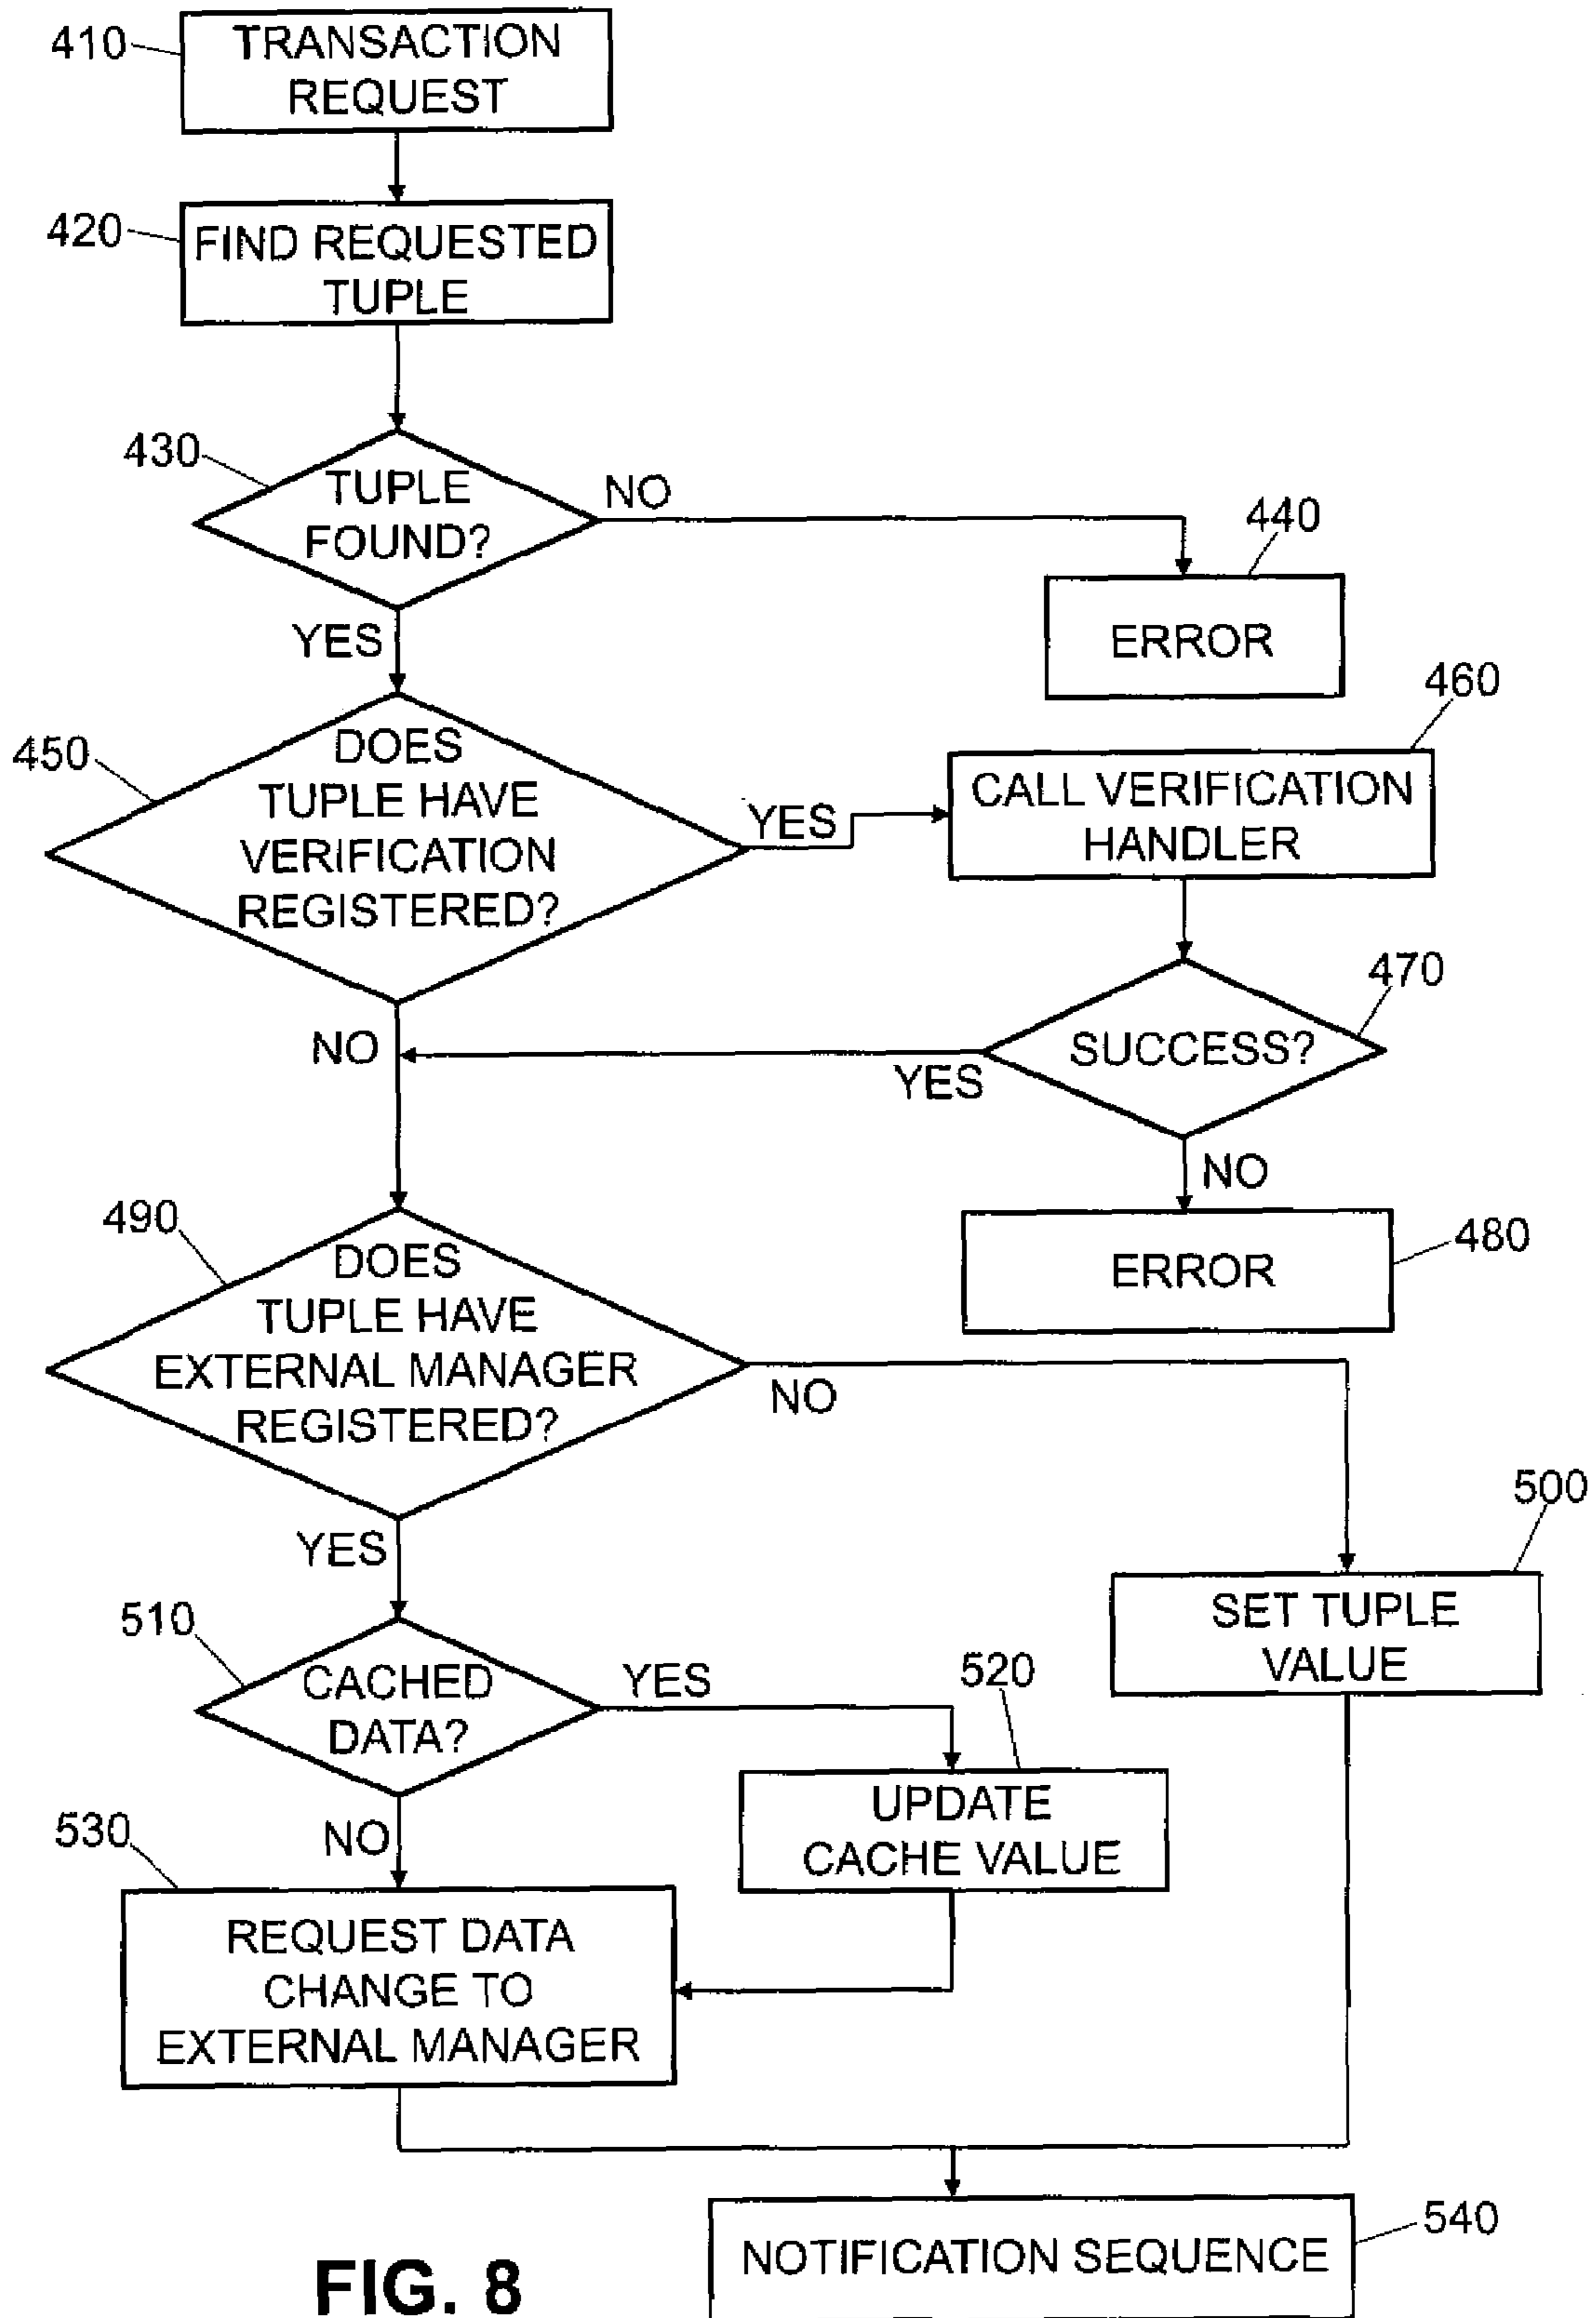 410
TRANSACTION
REQUEST
420
FIND REQUESTED
TUPLE
430
TUPLE
FOUND?
NO
440
ERROR
YES
450
DOES
TUPLE HAVE
VERIFICATION
REGISTERED?
YES
460
CALL VERIFICATION
HANDLER
470
SUCCESS?
YES
NO
NO
480
ERROR
490
DOES
TUPLE HAVE
EXTERNAL MANAGER
REGISTERED?
NO
500
SET TUPLE
VALUE
YES
510
CACHED
DATA?
YES
520
UPDATE
CACHE VALUE
NO
530
REQUEST DATA
CHANGE TO
EXTERNAL MANAGER
540
NOTIFICATION SEQUENCE
FIG. 8